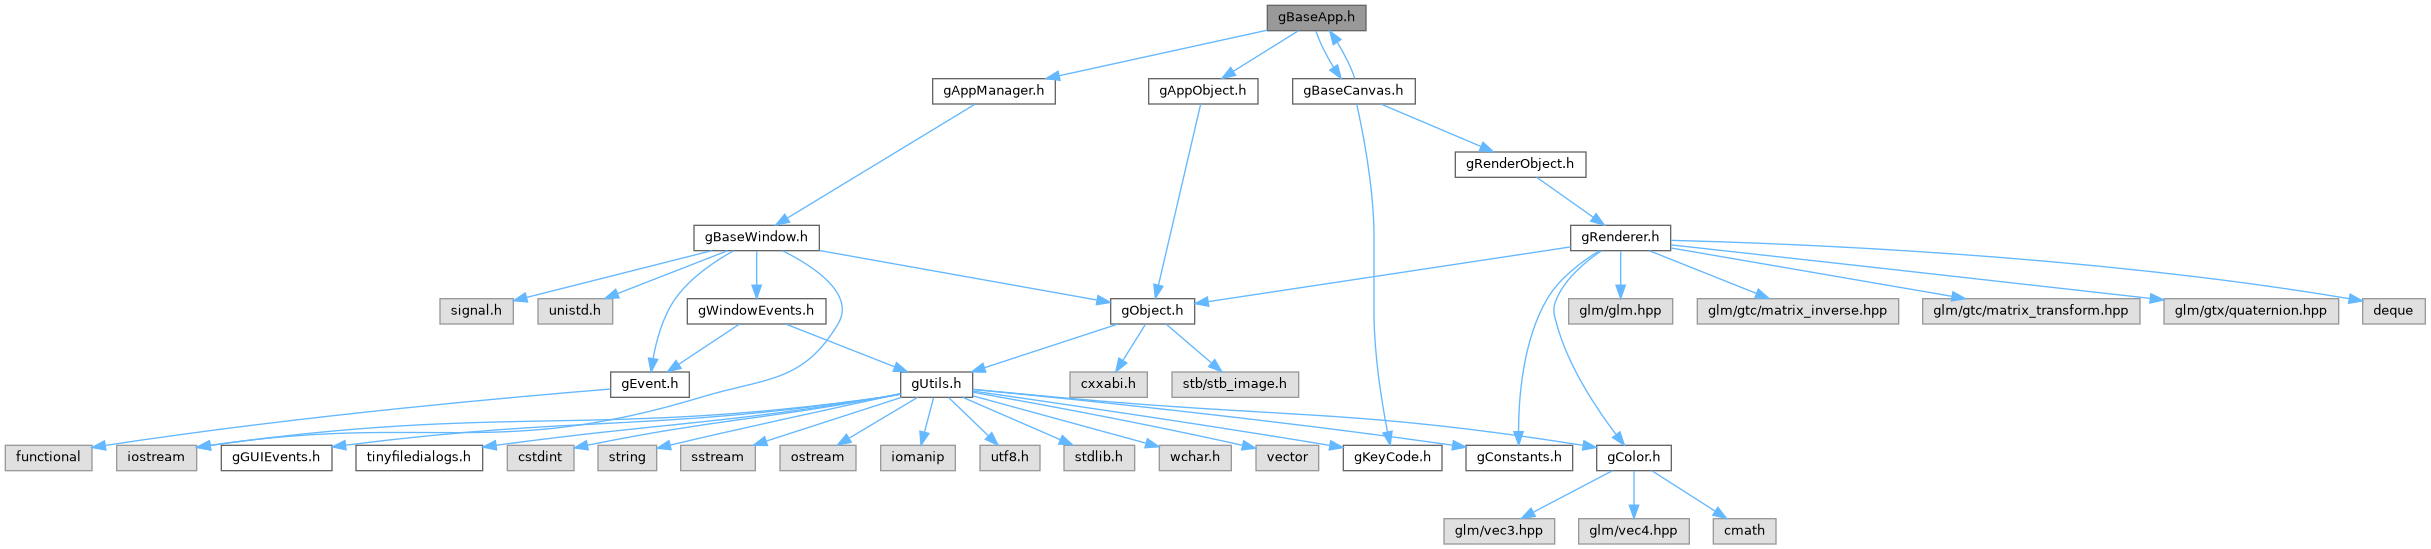 gBaseApp.h
gAppManager.h
gAppObject.h
gBaseCanvas.h
gRenderObject.h
gBaseWindow.h
gRenderer.h
signal.h
unistd.h
gWindowEvents.h
gObject.h
glm/glm.hpp
glm/gtc/matrix_inverse.hpp
glm/gtc/matrix_transform.hpp
glm/gtx/quaternion.hpp
deque
gEvent.h
gUtils.h
cxxabi.h
stb/stb_image.h
functional
iostream
gGUIEvents.h
tinyfiledialogs.h
cstdint
string
sstream
ostream
iomanip
utf8.h
stdlib.h
wchar.h
vector
gKeyCode.h
gConstants.h
gColor.h
glm/vec3.hpp
glm/vec4.hpp
cmath